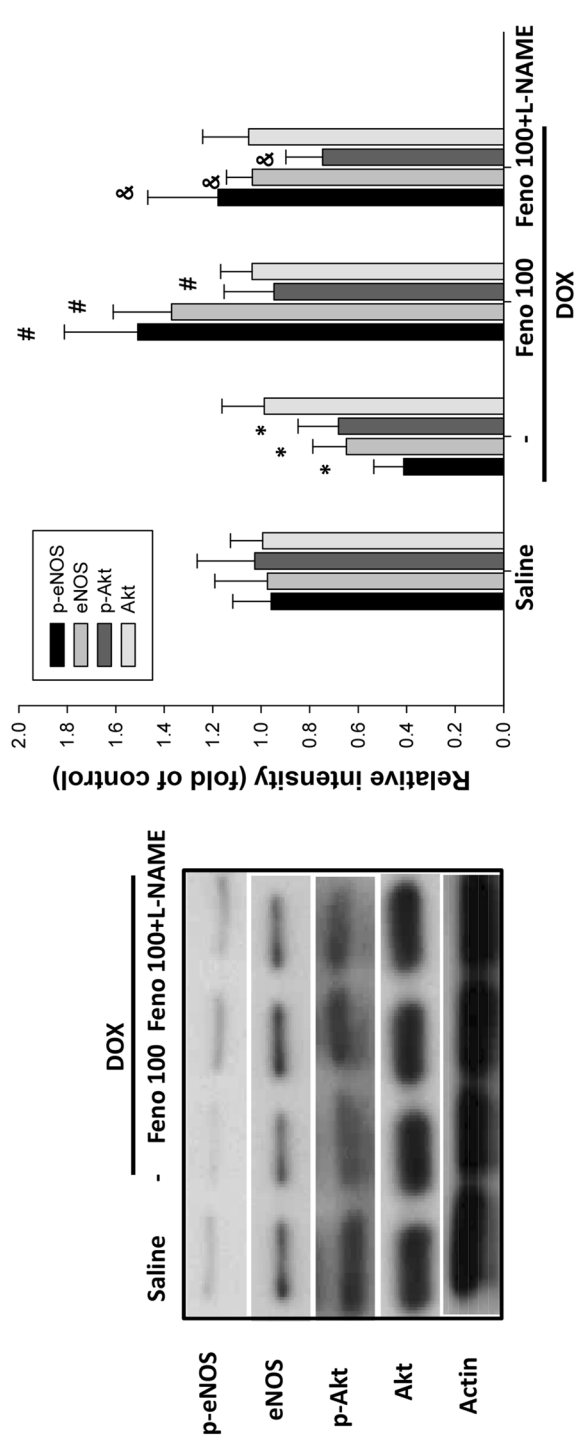 DOX
Saline - Feno 100 Feno 100+L-NAME
p-eNOS
eNOS
p-Akt
Akt
Actin
Relative intensity (fold of control)
2.0
1.8
1.6
1.4
1.2
1.0
0.8
0.6
0.4
0.2
0.0
p-eNOS
eNOS
p-Akt
Akt
* * *
# # #
& & &
Saline - Feno 100 Feno 100+L-NAME
DOX